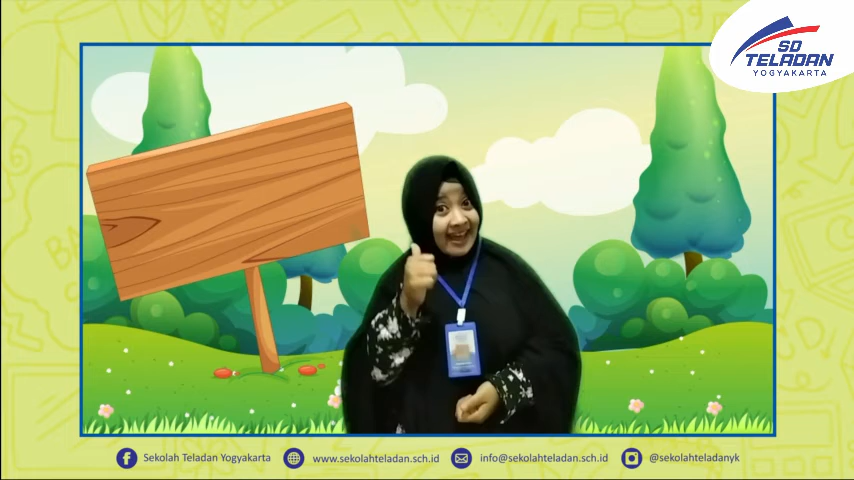 SD
TELADAN
YOGYAKARTA
Sekolah Teladan Yogyakarta
www.sekolahteladan.sch.id
info@sekolahteladan.sch.id
@sekolahteladanyk